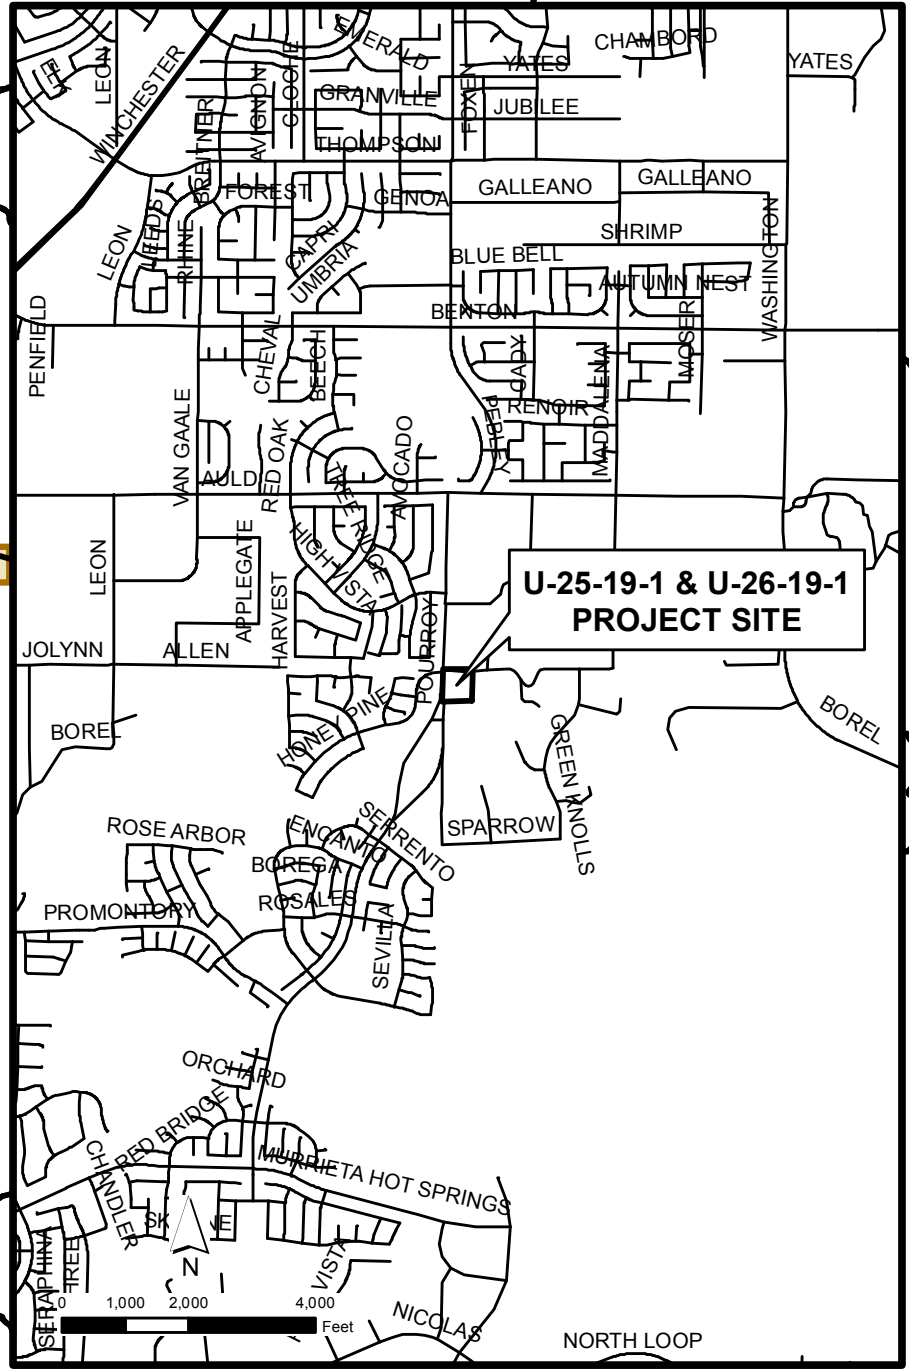 EMERALD
CHAMBORD
LEON
WINCHESTER
AVIGNON
CLOCHE
YATES
YATES
GRANVILLE
FOXEN
JUBILEE
BREITNER
THOMPSON
FOREST
GENOA
GALLEANO
GALLEANO
LEEDS
LEON
RHINE
CAPRI
UMBRIA
SHRIMP
WASHINGTON
BLUE BELL
AUTUMN NEST
BENTON
PENFIELD
CHEVAL
BEECH
CADY
MOSER
MADDALENA
VAN GAALE
RED OAK
AVOCADO
PEBLEY
RENOIR
AULD
TREE RIDGE
LEON
APPLEGATE
HIGH VISTA
HARVEST
POURROY
U-25-19-1 & U-26-19-1
PROJECT SITE
JOLYNN
ALLEN
BOREL
HONEY PINE
GREEN KNOLLS
BOREL
ROSE ARBOR
ENCANTO
SERRENTO
SPARROW
BOREGA
ROSALES
PROMONTORY
SEVILLA
ORCHARD
RED BRIDGE
CHANDLER
MURRIETA HOT SPRINGS
SERAPHINA
VISTA
N
0 1,000 2,000 4,000
Feet
NICOLAS
NORTH LOOP